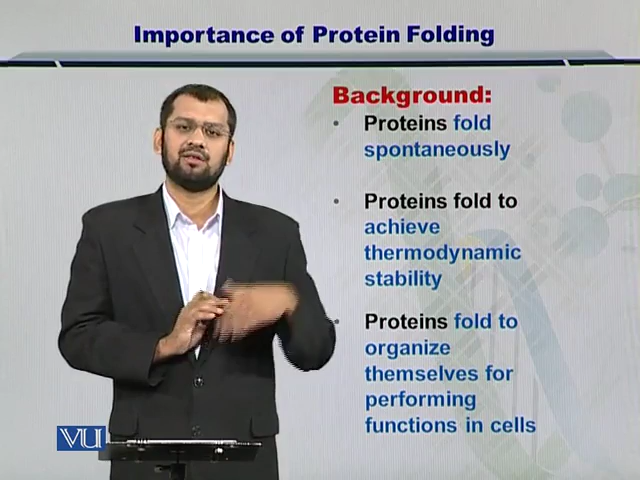 Importance of Protein Folding
Background:
• Proteins fold
spontaneously
• Proteins fold to
achieve
thermodynamic
stability
• Proteins fold to
organize
themselves for
performing
functions in cells
VU